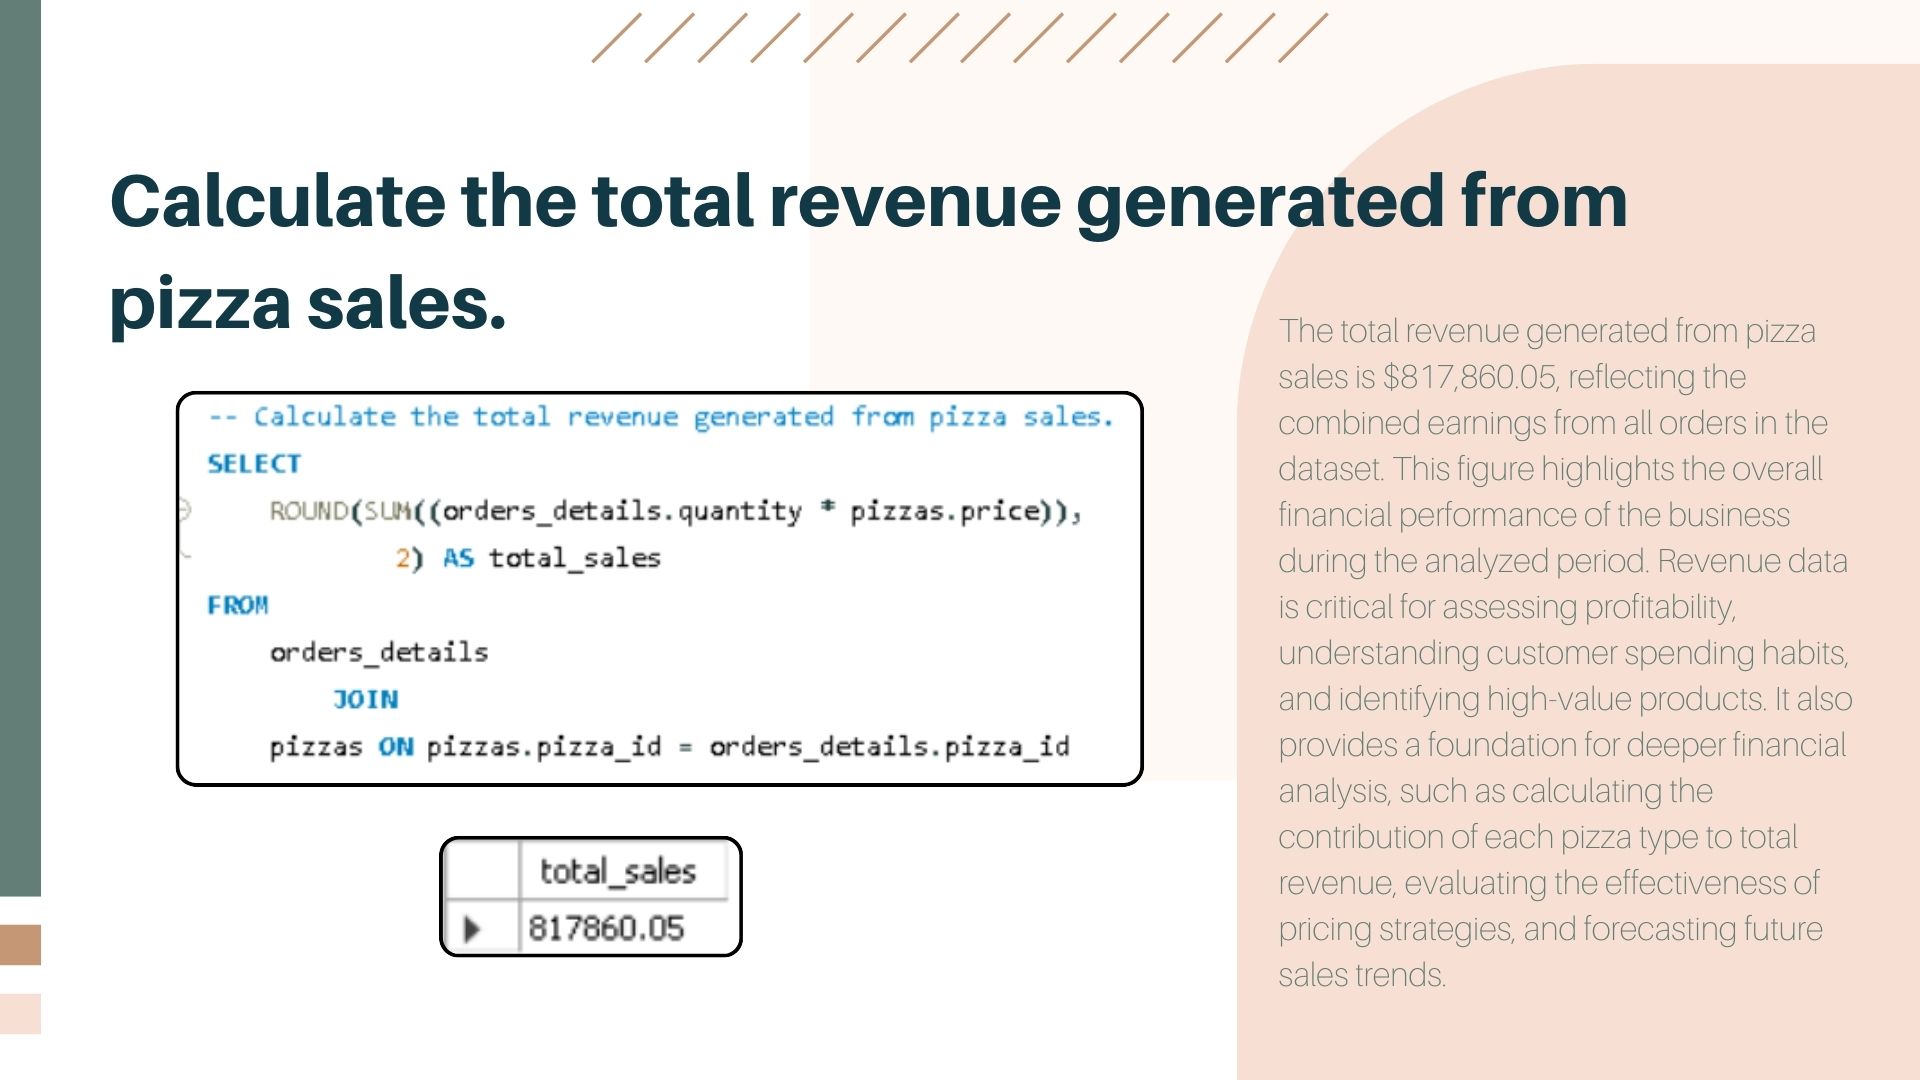 Calculate the total revenue generated from
pizza sales.
-- Calculate the total revenue generated from pizza sales.
SELECT
ROUND(SUM((orders_details.quantity * pizzas.price)),
2) AS total_sales
FROM
orders_details
JOIN
pizzas ON pizzas.pizza_id = orders_details.pizza_id
total_sales
817860.05
The total revenue generated from pizza
sales is $817,860.05, reflecting the
combined earnings from all orders in the
dataset. This figure highlights the overall
financial performance of the business
during the analyzed period. Revenue data
is critical for assessing profitability,
understanding customer spending habits,
and identifying high-value products. It also
provides a foundation for deeper financial
analysis, such as calculating the
contribution of each pizza type to total
revenue, evaluating the effectiveness of
pricing strategies, and forecasting future
sales trends.